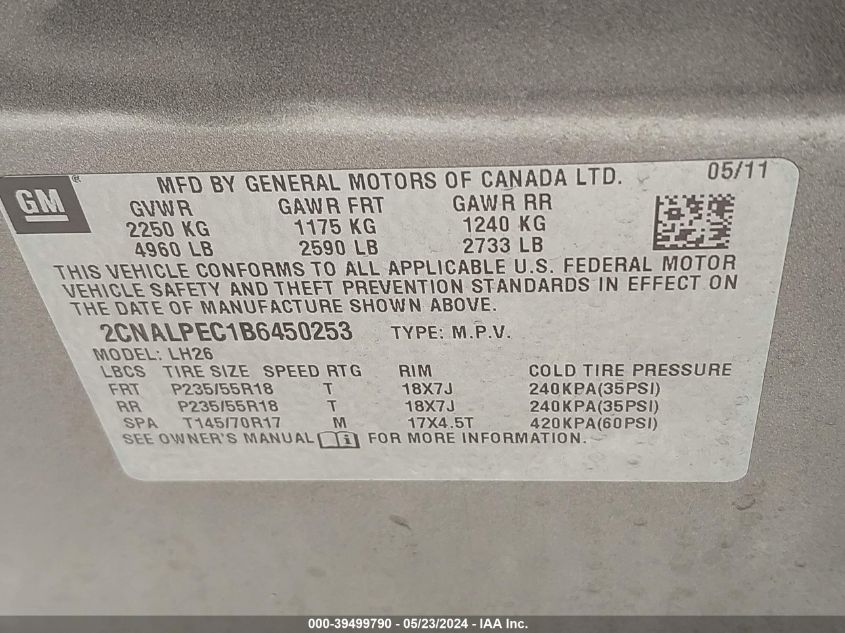 GM®
MFD BY GENERAL MOTORS OF CANADA LTD. 05/11
GVWR GAWR FRT GAWR RR
2250 KG 1175 KG 1240 KG
4960 LB 2590 LB 2733 LB
THIS VEHICLE CONFORMS TO ALL APPLICABLE U.S. FEDERAL MOTOR
VEHICLE SAFETY AND THEFT PREVENTION STANDARDS IN EFFECT ON
THE DATE OF MANUFACTURE SHOWN ABOVE.
2CNALPEC1B6450253 TYPE: M.P.V.
MODEL: LH26
LBCS TIRE SIZE SPEED RTG RIM COLD TIRE PRESSURE
FRT P235/55R18 T 18X7J 240KPA(35PSI)
RR P235/55R18 T 18X7J 240KPA(35PSI)
SPA T145/70R17 M 17X4.5T 420KPA(60PSI)
SEE OWNER'S MANUAL i FOR MORE INFORMATION.
000-39499790 - 05/23/2024 - IAA Inc.